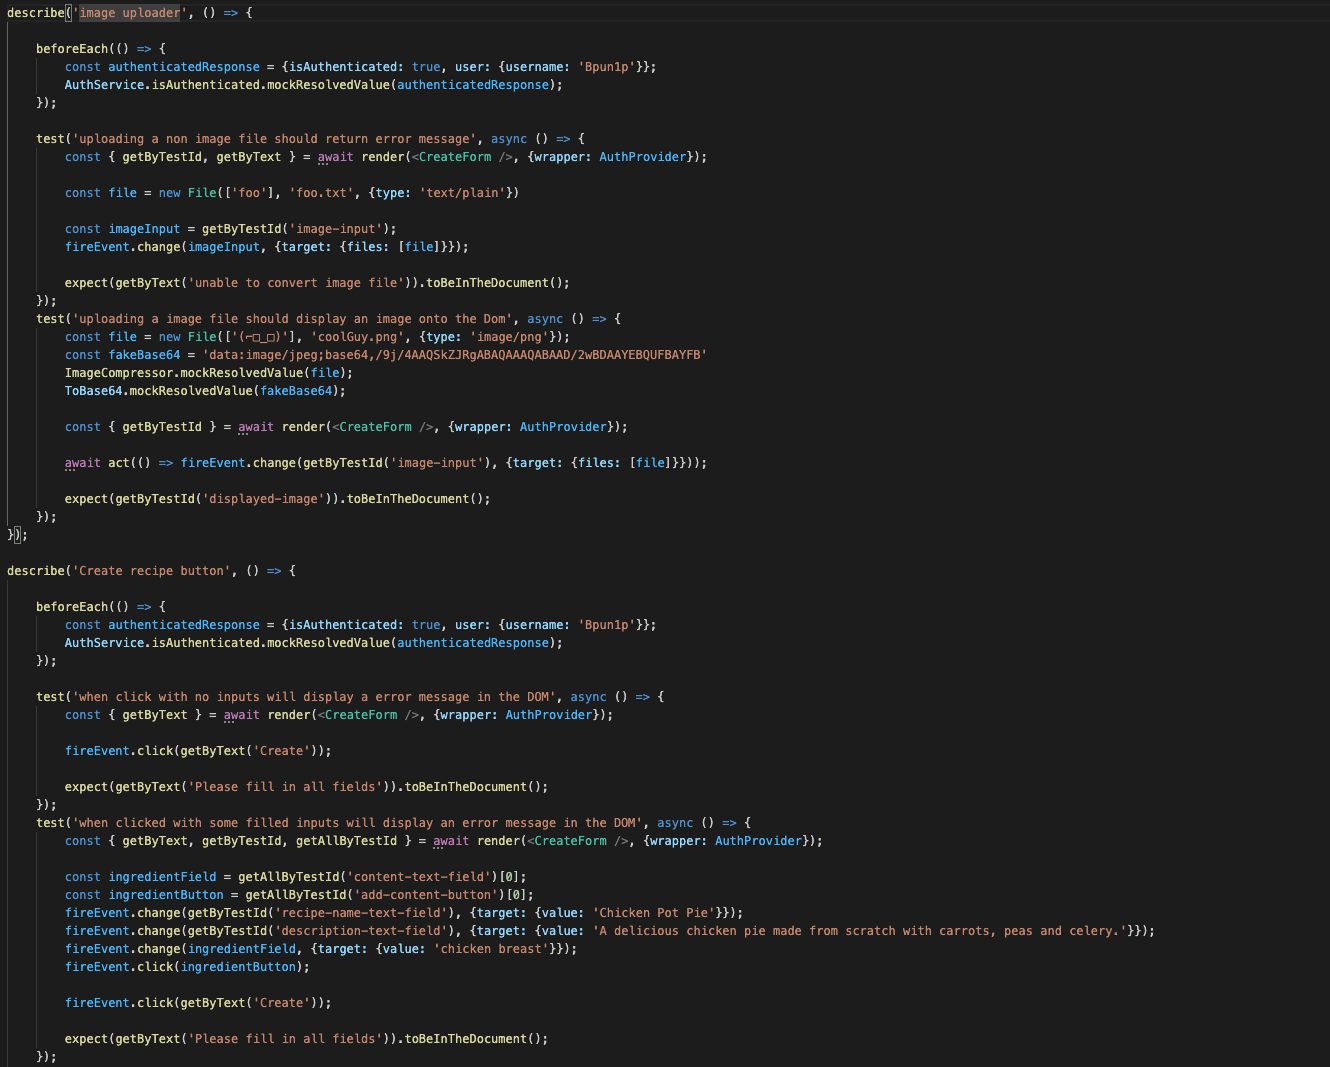 describe('image uploader', () => {
beforeEach(() => {
const authenticatedResponse = {isAuthenticated: true, user: {username: 'Bpun1p'}};
AuthService.isAuthenticated.mockResolvedValue(authenticatedResponse);
});
test('uploading a non image file should return error message', async () => {
const { getByTestId, getByText } = await render(<CreateForm />, {wrapper: AuthProvider});
const file = new File(['foo'], 'foo.txt', {type: 'text/plain'})
const imageInput = getByTestId('image-input');
fireEvent.change(imageInput, {target: {files: [file]}});
expect(getByText('unable to convert image file')).toBeInTheDocument();
});
test('uploading a image file should display an image onto the Dom', async () => {
const file = new File(['(⌐□_□)'], 'coolGuy.png', {type: 'image/png'});
const fakeBase64 = 'data:image/jpeg;base64,/9j/4AAQSkZJRgABAQAAAQABAAD/2wBDAAYEBQUFBAYFB'
ImageCompressor.mockResolvedValue(file);
ToBase64.mockResolvedValue(fakeBase64);
const { getByTestId } = await render(<CreateForm />, {wrapper: AuthProvider});
await act(() => fireEvent.change(getByTestId('image-input'), {target: {files: [file]}}));
expect(getByTestId('displayed-image')).toBeInTheDocument();
});
});
describe('Create recipe button', () => {
beforeEach(() => {
const authenticatedResponse = {isAuthenticated: true, user: {username: 'Bpun1p'}};
AuthService.isAuthenticated.mockResolvedValue(authenticatedResponse);
});
test('when click with no inputs will display a error message in the DOM', async () => {
const { getByText } = await render(<CreateForm />, {wrapper: AuthProvider});
fireEvent.click(getByText('Create'));
expect(getByText('Please fill in all fields')).toBeInTheDocument();
});
test('when clicked with some filled inputs will display an error message in the DOM', async () => {
const { getByText, getByTestId, getAllByTestId } = await render(<CreateForm />, {wrapper: AuthProvider});
const ingredientField = getAllByTestId('content-text-field')[0];
const ingredientButton = getAllByTestId('add-content-button')[0];
fireEvent.change(getByTestId('recipe-name-text-field'), {target: {value: 'Chicken Pot Pie'}});
fireEvent.change(getByTestId('description-text-field'), {target: {value: 'A delicious chicken pie made from scratch with carrots, peas and celery.'}});
fireEvent.change(ingredientField, {target: {value: 'chicken breast'}});
fireEvent.click(ingredientButton);
fireEvent.click(getByText('Create'));
expect(getByText('Please fill in all fields')).toBeInTheDocument();
});